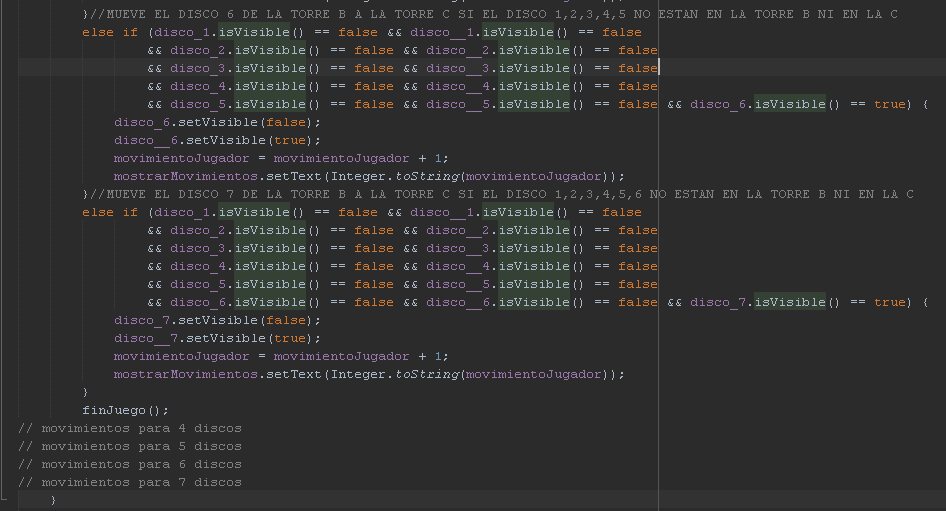 }//MUEVE EL DISCO 6 DE LA TORRE B A LA TORRE C SI EL DISCO 1,2,3,4,5 NO ESTAN EN LA TORRE B NI EN LA C
else if (disco_1.isVisible() == false && disco__1.isVisible() == false
&& disco_2.isVisible() == false && disco__2.isVisible() == false
&& disco_3.isVisible() == false && disco__3.isVisible() == false
&& disco_4.isVisible() == false && disco__4.isVisible() == false
&& disco_5.isVisible() == false && disco__5.isVisible() == false && disco_6.isVisible() == true) {
disco_6.setVisible(false);
disco__6.setVisible(true);
movimientoJugador = movimientoJugador + 1;
mostrarMovimientos.setText(Integer.toString(movimientoJugador));
}//MUEVE EL DISCO 7 DE LA TORRE B A LA TORRE C SI EL DISCO 1,2,3,4,5,6 NO ESTAN EN LA TORRE B NI EN LA C
else if (disco_1.isVisible() == false && disco__1.isVisible() == false
&& disco_2.isVisible() == false && disco__2.isVisible() == false
&& disco_3.isVisible() == false && disco__3.isVisible() == false
&& disco_4.isVisible() == false && disco__4.isVisible() == false
&& disco_5.isVisible() == false && disco__5.isVisible() == false
&& disco_6.isVisible() == false && disco__6.isVisible() == false && disco_7.isVisible() == true) {
disco_7.setVisible(false);
disco__7.setVisible(true);
movimientoJugador = movimientoJugador + 1;
mostrarMovimientos.setText(Integer.toString(movimientoJugador));
}
finJuego();
// movimientos para 4 discos
// movimientos para 5 discos
// movimientos para 6 discos
// movimientos para 7 discos
}